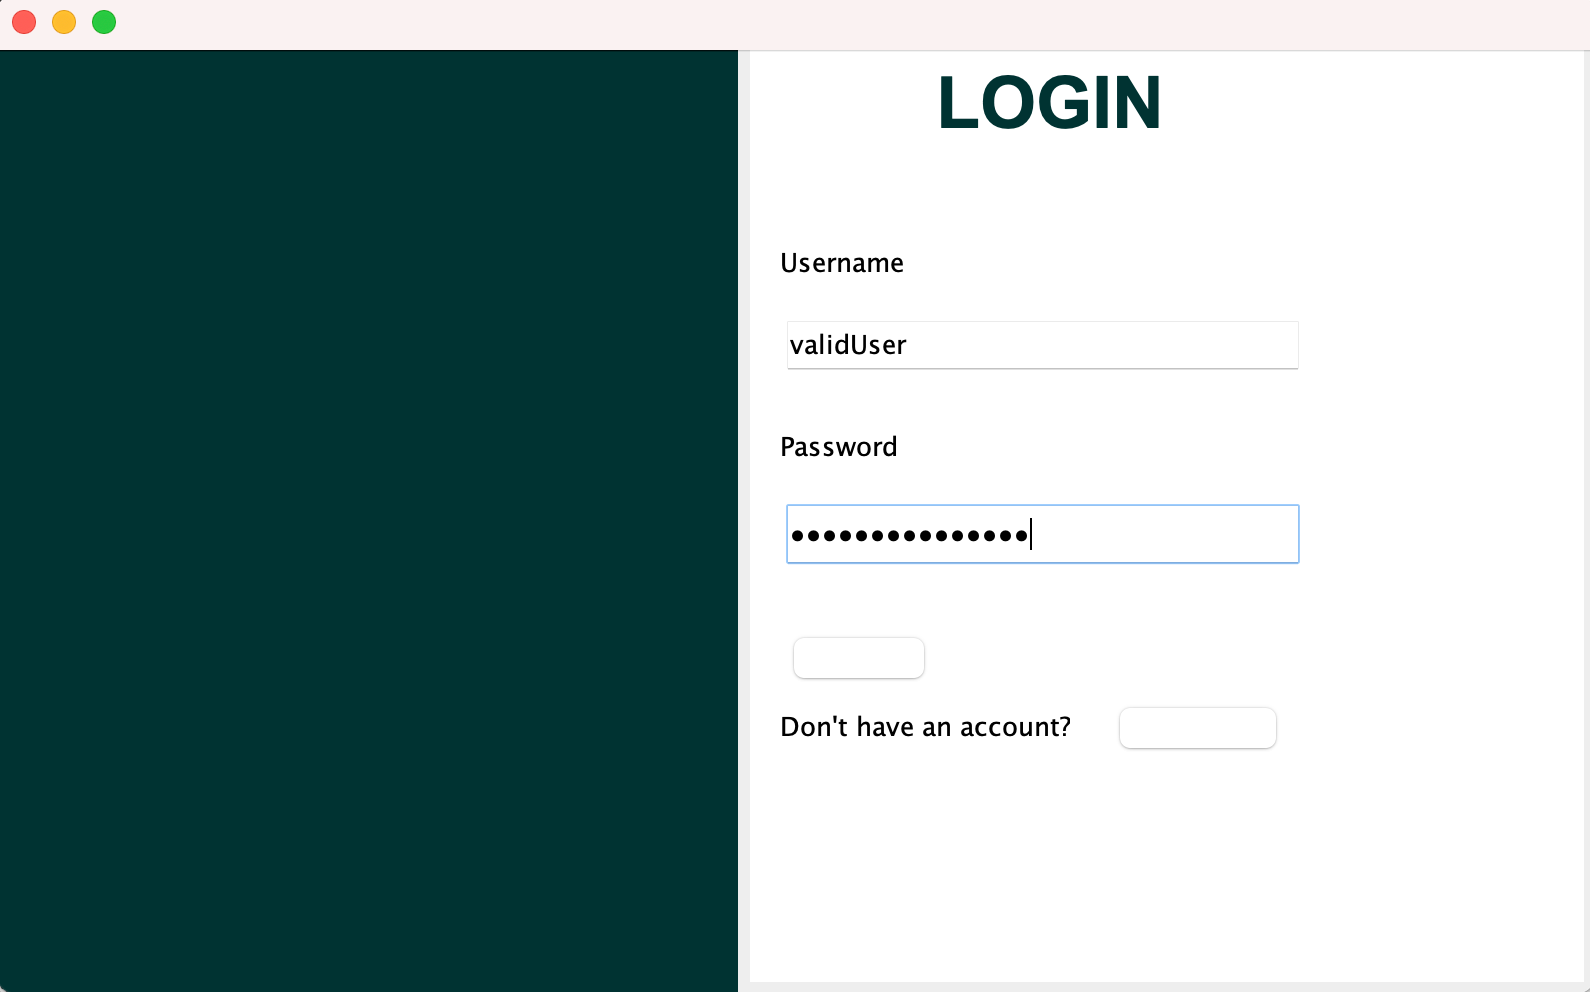 LOGIN
Username
validUser
Password
•••••••••••••••
Don't have an account?